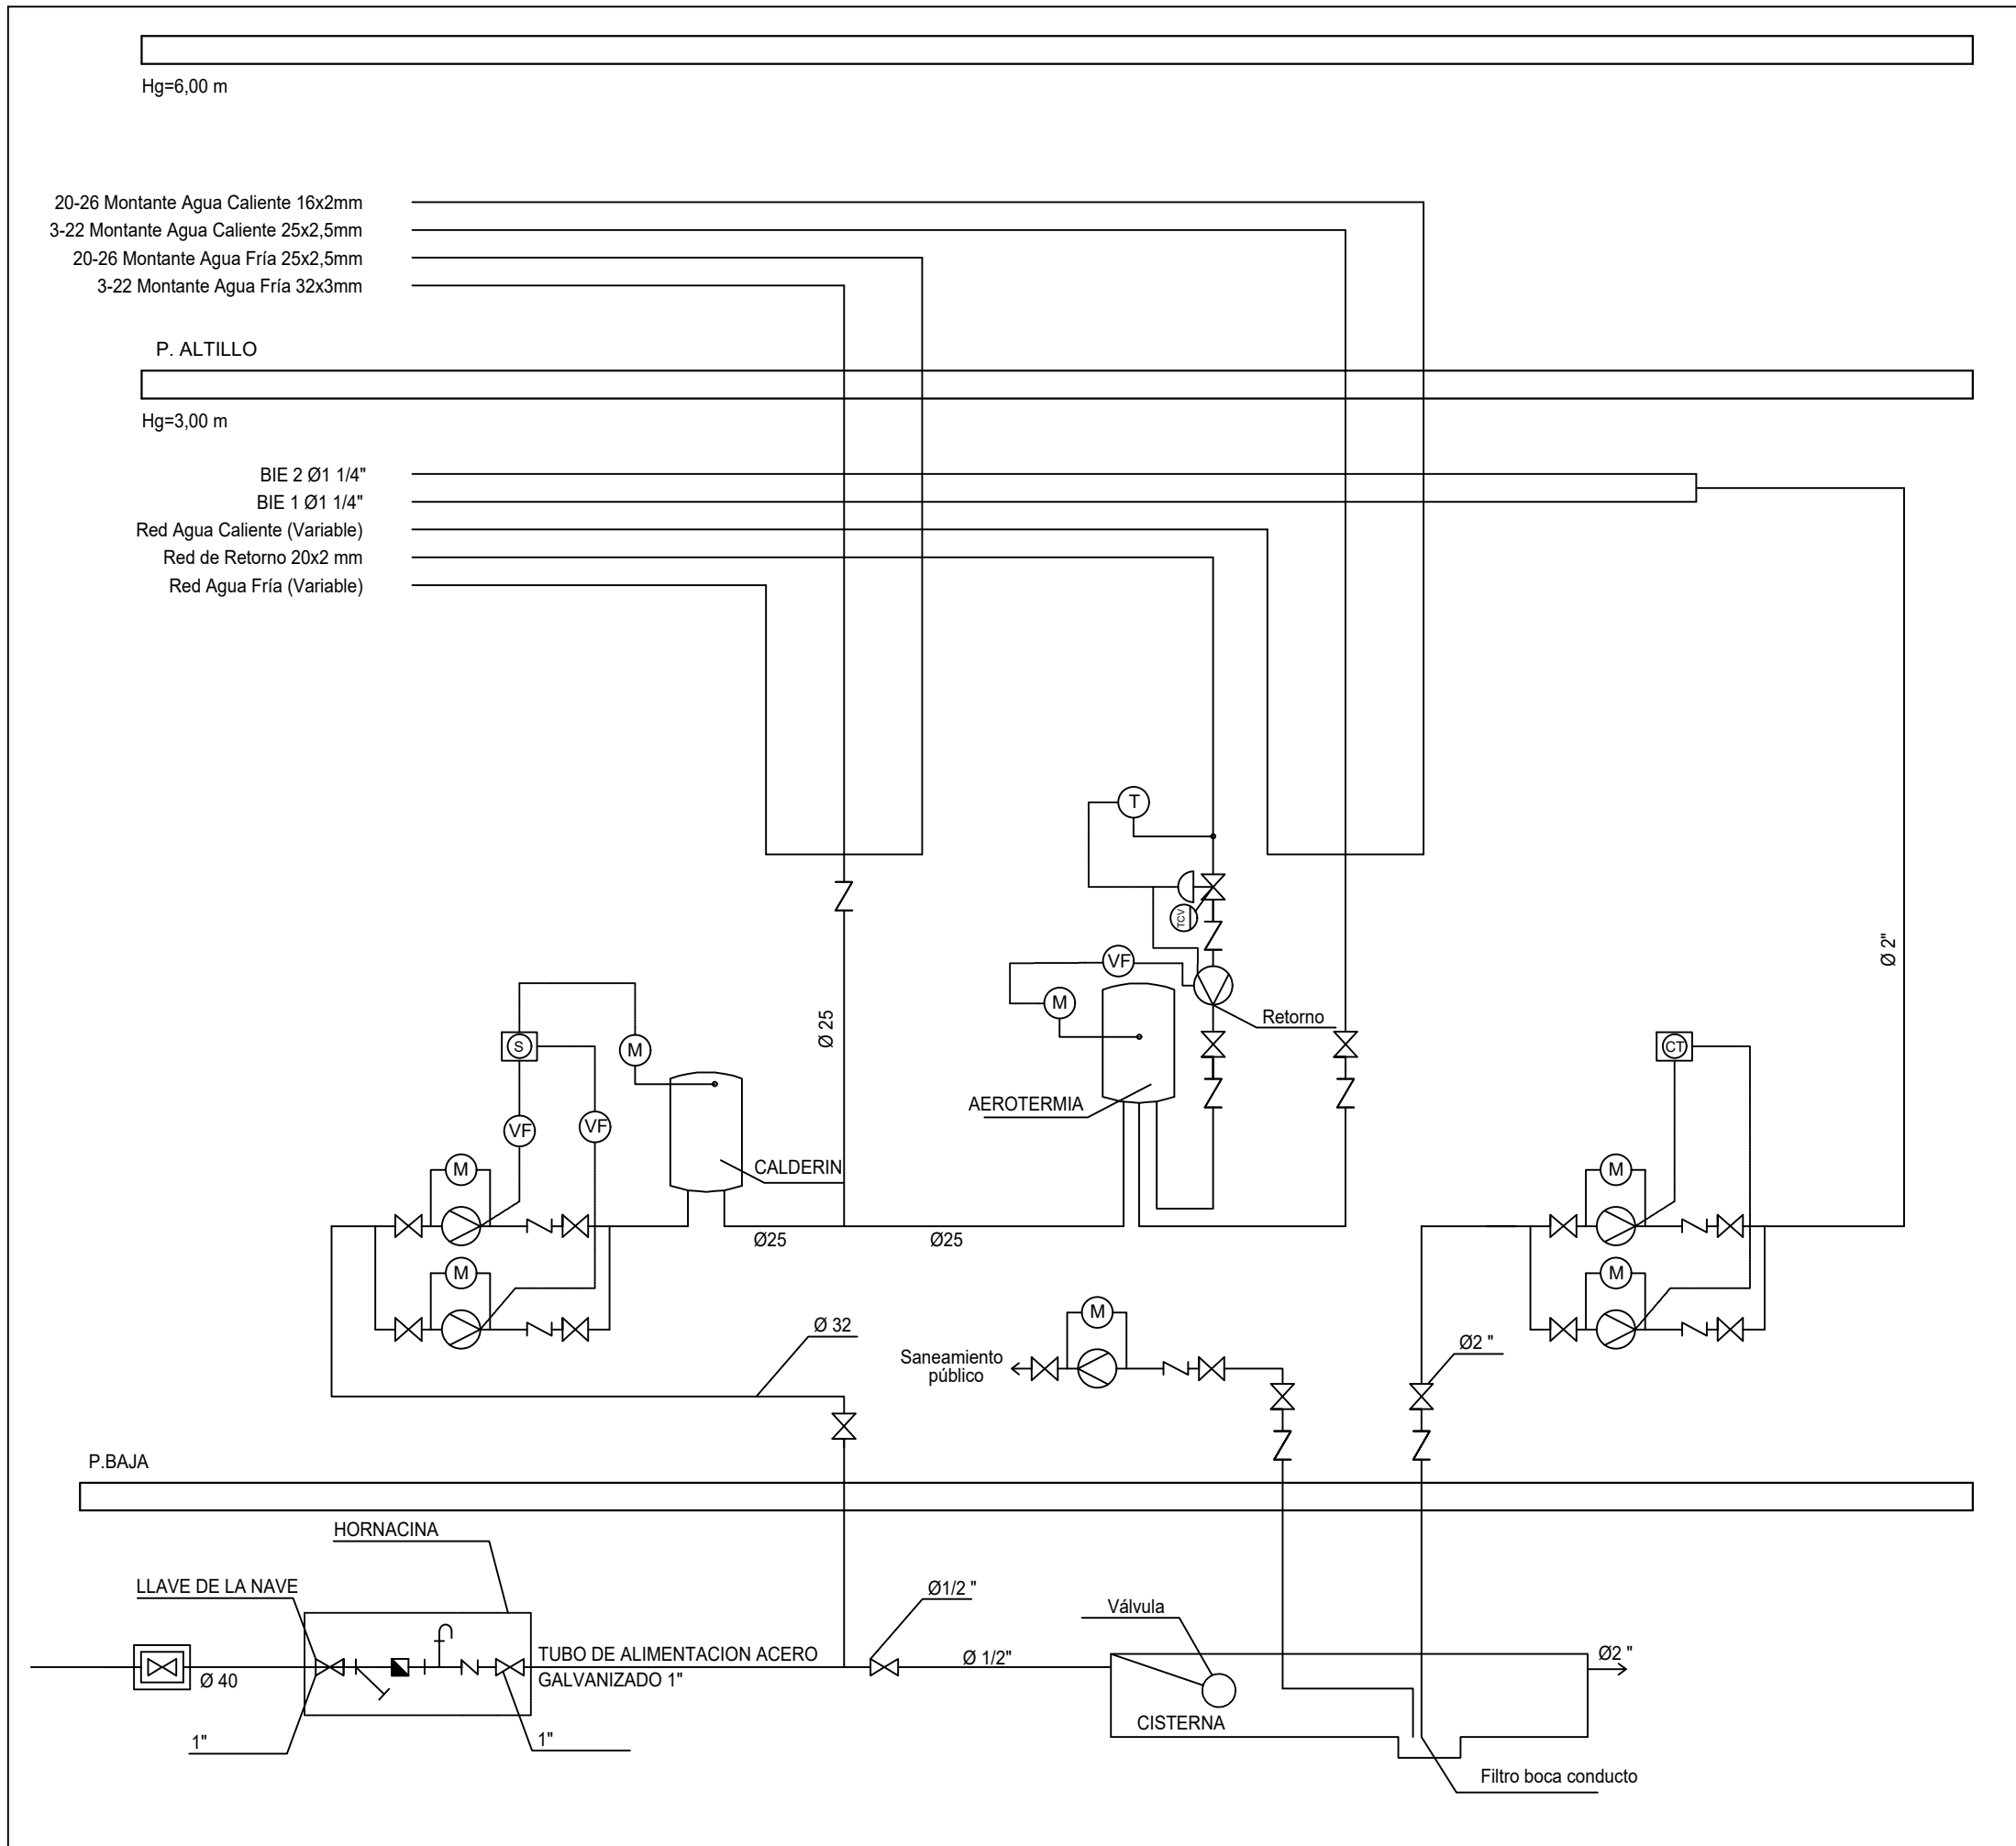 Hg=6,00 m
20-26 Montante Agua Caliente 16x2mm
3-22 Montante Agua Caliente 25x2,5mm
20-26 Montante Agua Fría 25x2,5mm
3-22 Montante Agua Fría 32x3mm
P. ALTILLO
Hg=3,00 m
BIE 2 Ø1 1/4"
BIE 1 Ø1 1/4"
Red Agua Caliente (Variable)
Red de Retorno 20x2 mm
Red Agua Fría (Variable)
T
TCV
Ø 2"
VF
M
Retorno
Ø 25
S
M
CT
AEROTERMIA
VF
VF
CALDERIN
M
M
Ø25
Ø25
M
M
M
Ø 32
Saneamiento
público
Ø2 "
P.BAJA
HORNACINA
LLAVE DE LA NAVE
Ø1/2 "
Válvula
TUBO DE ALIMENTACION ACERO
GALVANIZADO 1"
Ø 40
Ø 1/2"
Ø2 "
CISTERNA
1"
1"
Filtro boca conducto